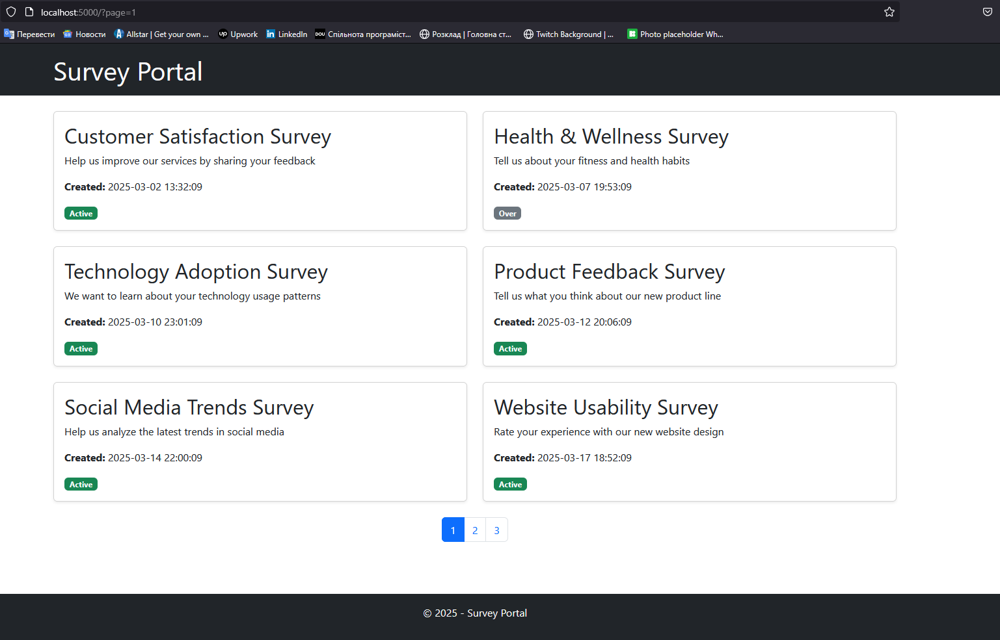 localhost:5000/?page=1
Перевести
Новости
Allstar | Get your own ...
up Upwork
in LinkedIn
DOU Спільнота програміст...
Розклад | Головна ст...
Twitch Background | ...
Photo placeholder Wh...
Survey Portal
Customer Satisfaction Survey
Help us improve our services by sharing your feedback
Created: 2025-03-02 13:32:09
Active
Health & Wellness Survey
Tell us about your fitness and health habits
Created: 2025-03-07 19:53:09
Over
Technology Adoption Survey
We want to learn about your technology usage patterns
Created: 2025-03-10 23:01:09
Active
Product Feedback Survey
Tell us what you think about our new product line
Created: 2025-03-12 20:06:09
Active
Social Media Trends Survey
Help us analyze the latest trends in social media
Created: 2025-03-14 22:00:09
Active
Website Usability Survey
Rate your experience with our new website design
Created: 2025-03-17 18:52:09
Active
1 2 3
© 2025 - Survey Portal